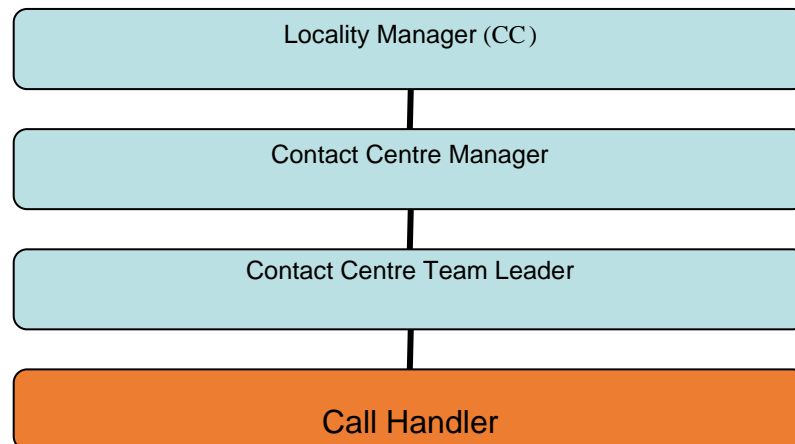 Locality Manager (CC)
Contact Centre Manager
Contact Centre Team Leader
Call Handler